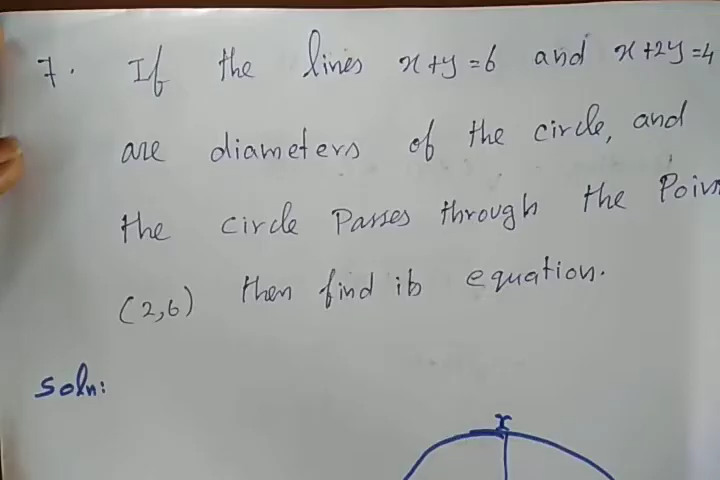 7. If the lines x+y=6 and x+2y=4
are diameters of the circle, and
the circle Passes through the Poin
(2,6) then find its equation.
Soln:
x